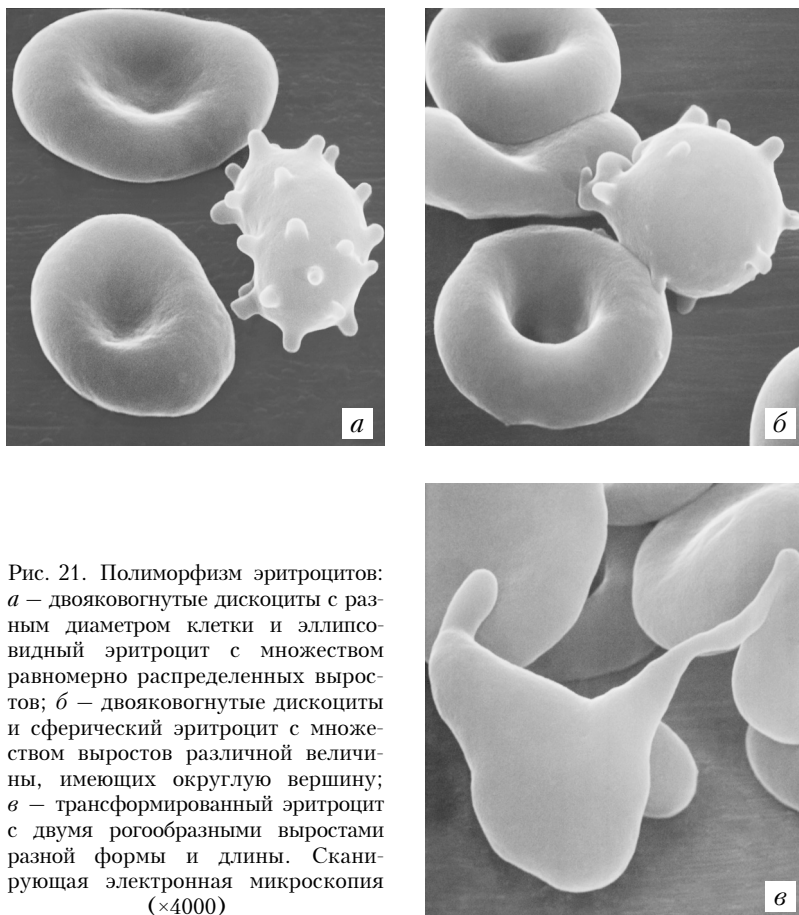 а
б
Рис. 21. Полиморфизм эритроцитов:
а — двояковогнутые дискоциты с раз-
ным диаметром клетки и эллипсо-
видный эритроцит с множеством
равномерно распределенных вырос-
тов; б — двояковогнутые дискоциты
и сферический эритроцит с множе-
ством выростов различной величи-
ны, имеющих округлую вершину;
в — трансформированный эритроцит
с двумя рогообразными выростами
разной формы и длины. Скани-
рующая электронная микроскопия
(×4000)
в